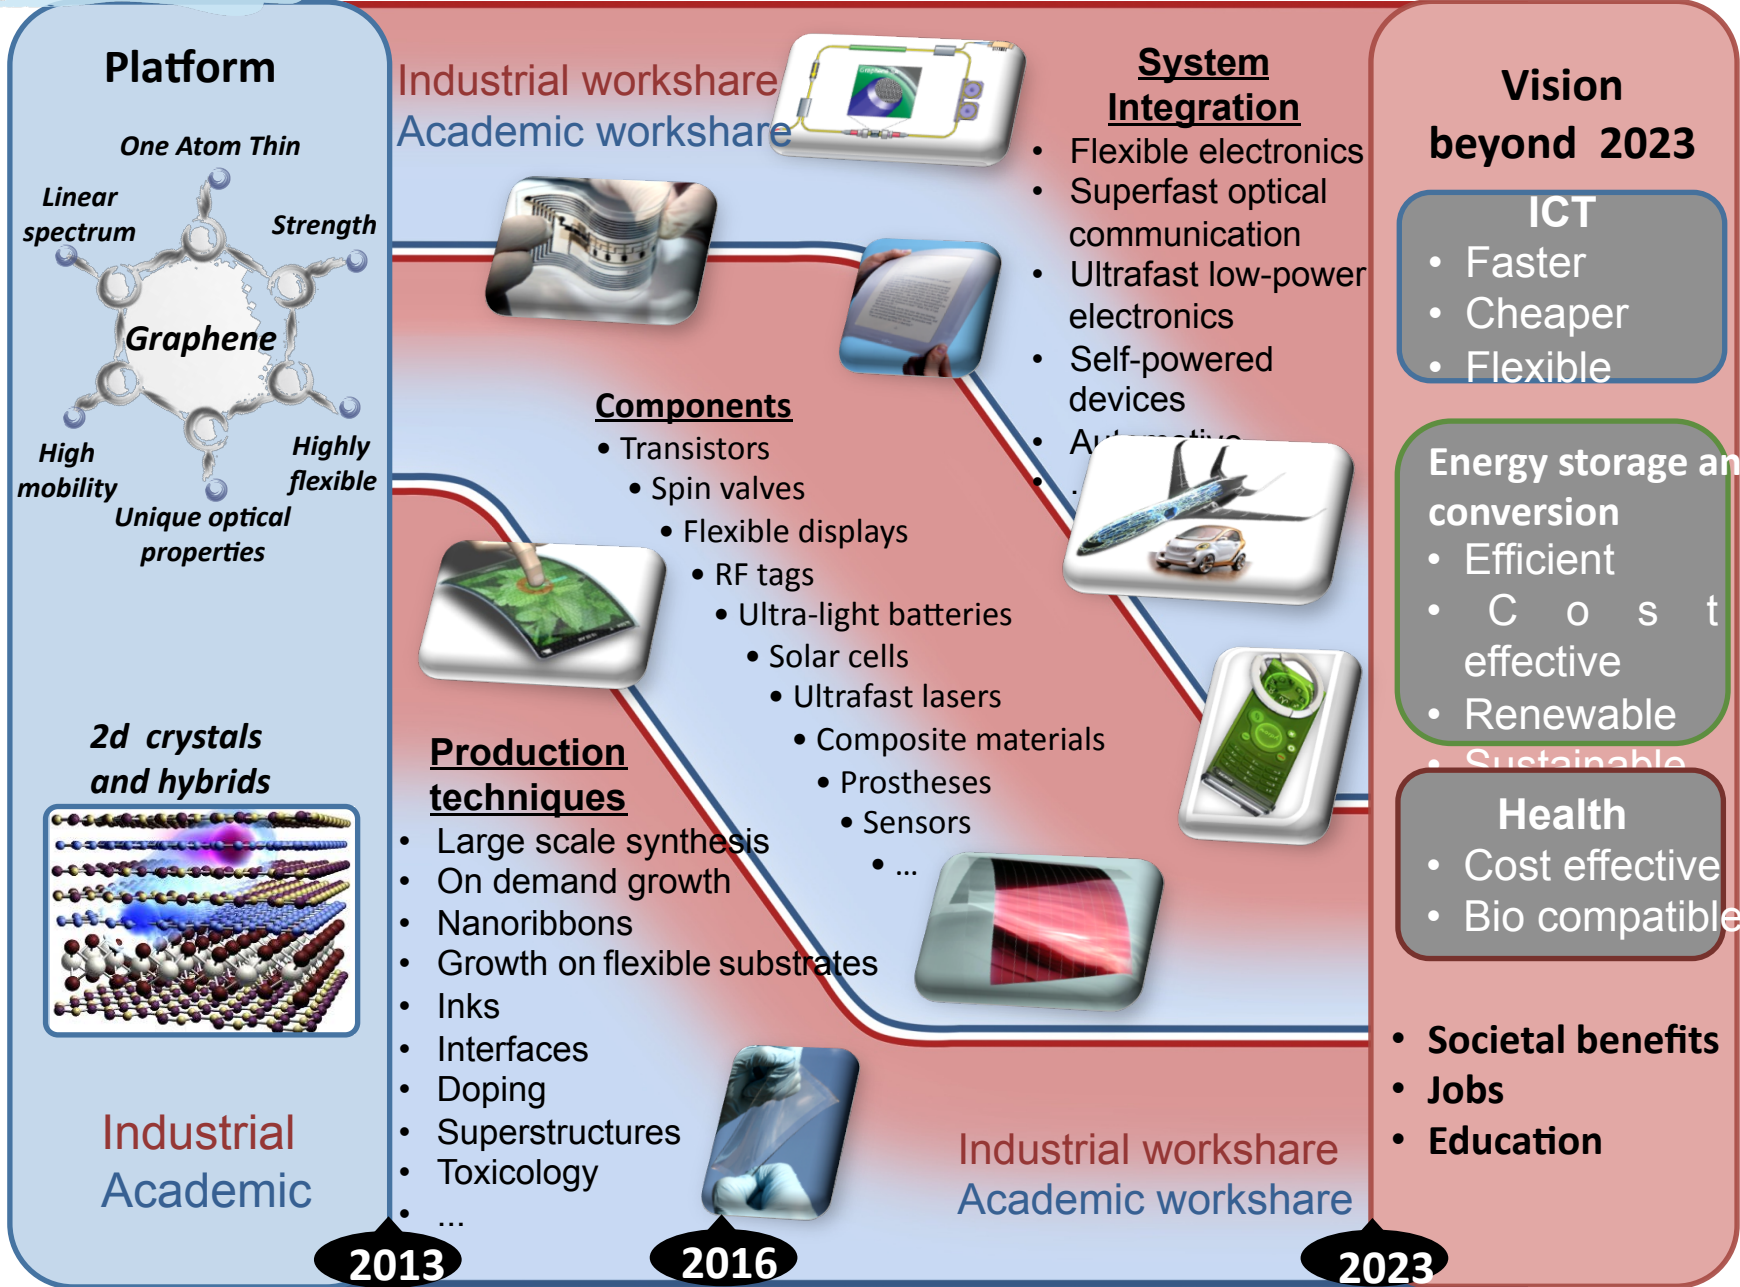 Platform
One Atom Thin
Linear
spectrum
Strength
Graphene
High
mobility
Highly
flexible
Unique optical
properties
2d crystals
and hybrids
Industrial
Academic
Industrial workshare
Academic workshare
Components
• Transistors
• Spin valves
• Flexible displays
• RF tags
• Ultra-light batteries
• Solar cells
• Ultrafast lasers
• Composite materials
• Prostheses
• Sensors
• ...
Production
techniques
• Large scale synthesis
• On demand growth
• Nanoribbons
• Growth on flexible substrates
• Inks
• Interfaces
• Doping
• Superstructures
• Toxicology
• ...
System
Integration
• Flexible electronics
• Superfast optical
communication
• Ultrafast low-power
electronics
• Self-powered
devices
• Automotive
• .
Industrial workshare
Academic workshare
Vision
beyond 2023
ICT
• Faster
• Cheaper
• Flexible
Energy storage an
conversion
• Efficient
• C o s t
effective
• Renewable
• Sustainable
Health
• Cost effective
• Bio compatible
• Societal benefits
• Jobs
• Education
2013
2016
2023